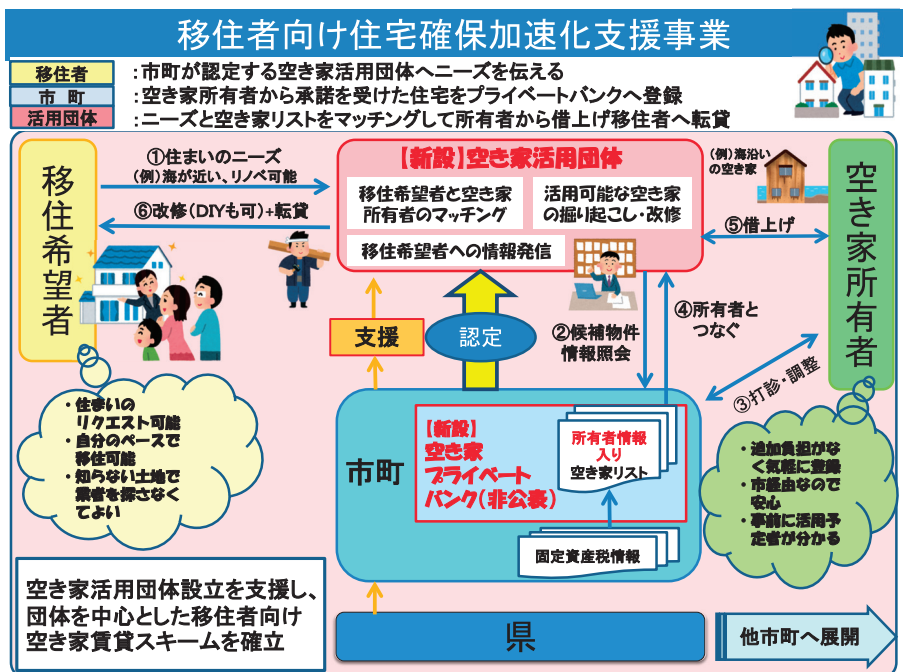 移住者向け住宅確保加速化支援事業
移住者 ：市町が認定する空き家活用団体へニーズを伝える
市 町 ：空き家所有者から承諾を受けた住宅をプライベートバンクへ登録
活用団体 ：ニーズと空き家リストをマッチングして所有者から借上げ移住者へ転貸
移住希望者
①住まいのニーズ
(例)海が近い、リノベ可能
⑥改修（DIYも可）+転貸
【新設】空き家活用団体
移住希望者と空き家
所有者のマッチング
活用可能な空き家
の掘り起こし・改修
移住希望者への情報発信
(例)海沿い
の空き家
⑤借上げ
空き家所有者
支援
認定
②候補物件
情報照会
④所有者と
つなぐ
③打診・調整
・住まいの
リクエスト可能
・自分のペースで
移住可能
・知らない土地で
業者を探さなく
てよい
市町
【新設】
空き家
プライベート
バンク（非公表）
所有者情報
入り
空き家リスト
固定資産税情報
・追加負担がな
く気軽に登録
・市経由なので
安心
・事前に活用予
定者が分かる
空き家活用団体設立を支援し、
団体を中心とした移住者向け
空き家賃貸スキームを確立
県
他市町へ展開